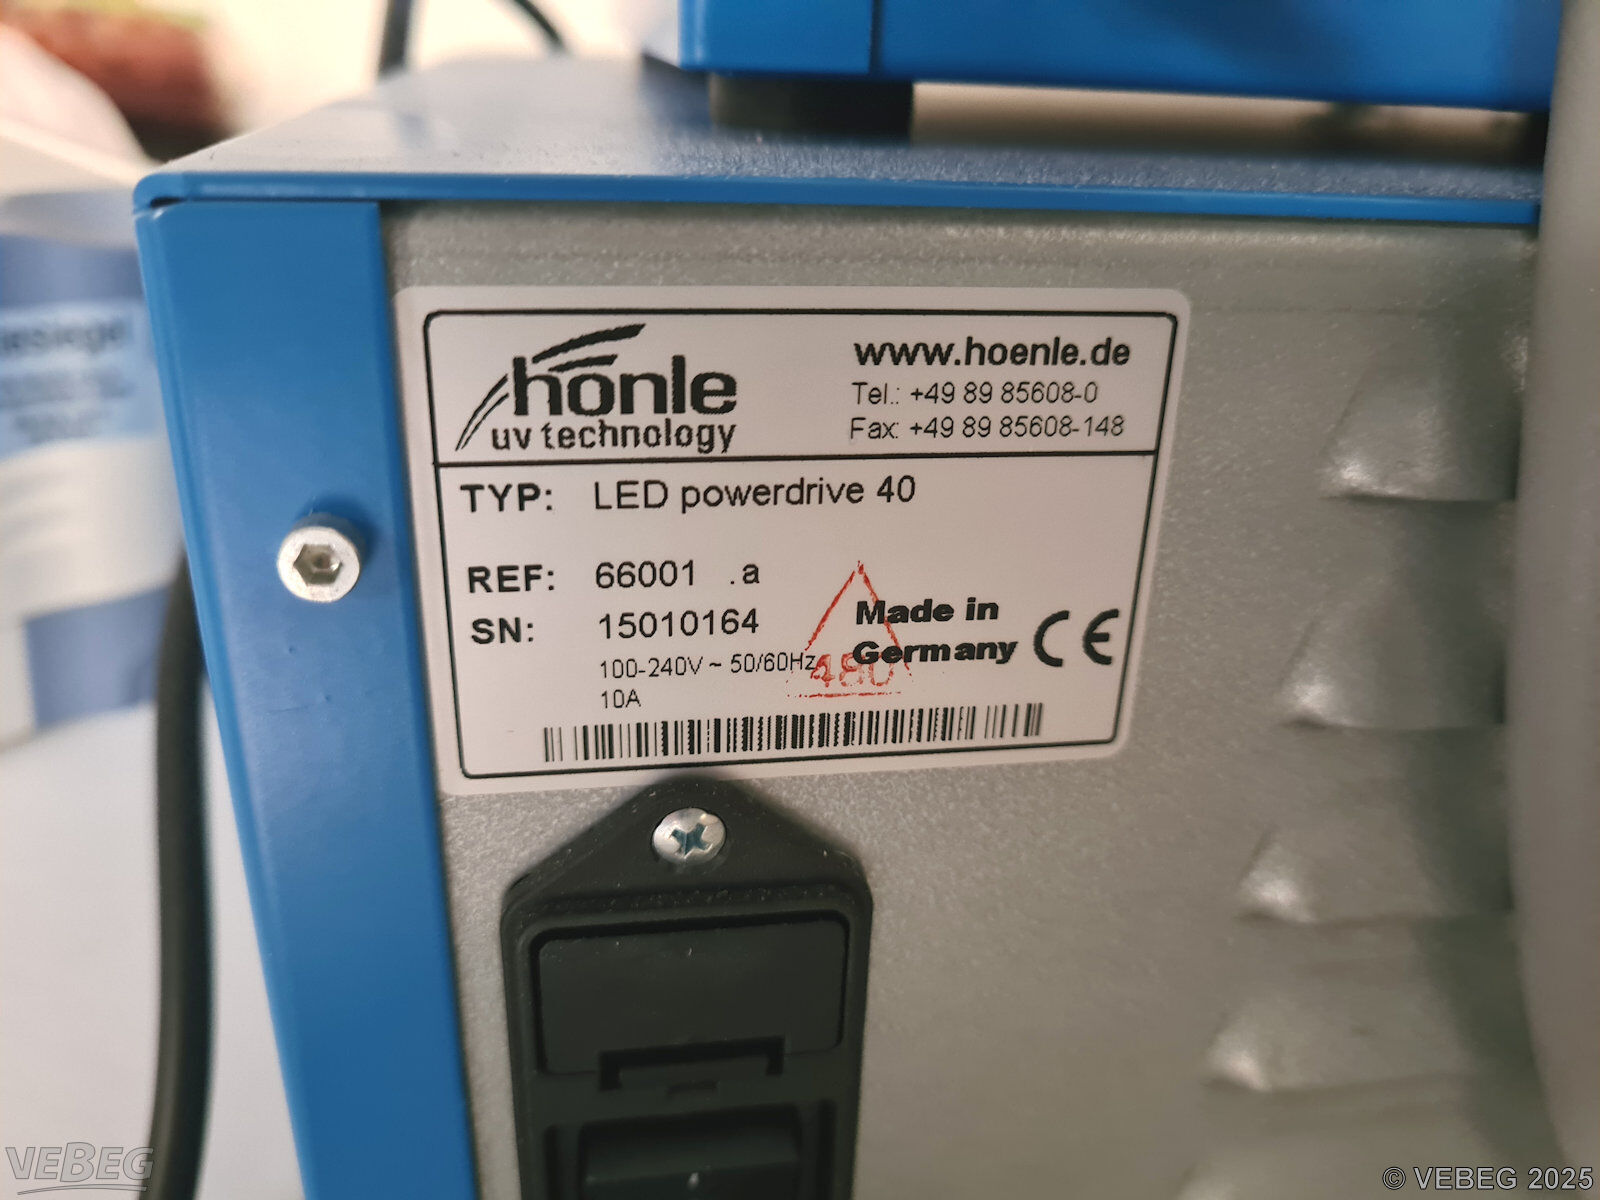 hönle
uv technology
www.hoenle.de
Tel.: +49 89 85608-0
Fax: +49 89 85608-148
TYP: LED powerdrive 40
REF: 66001 .a
SN: 15010164
100-240V ~ 50/60Hz
10A
Made in
Germany
CE
480
VEBEG
© VEBEG 2025